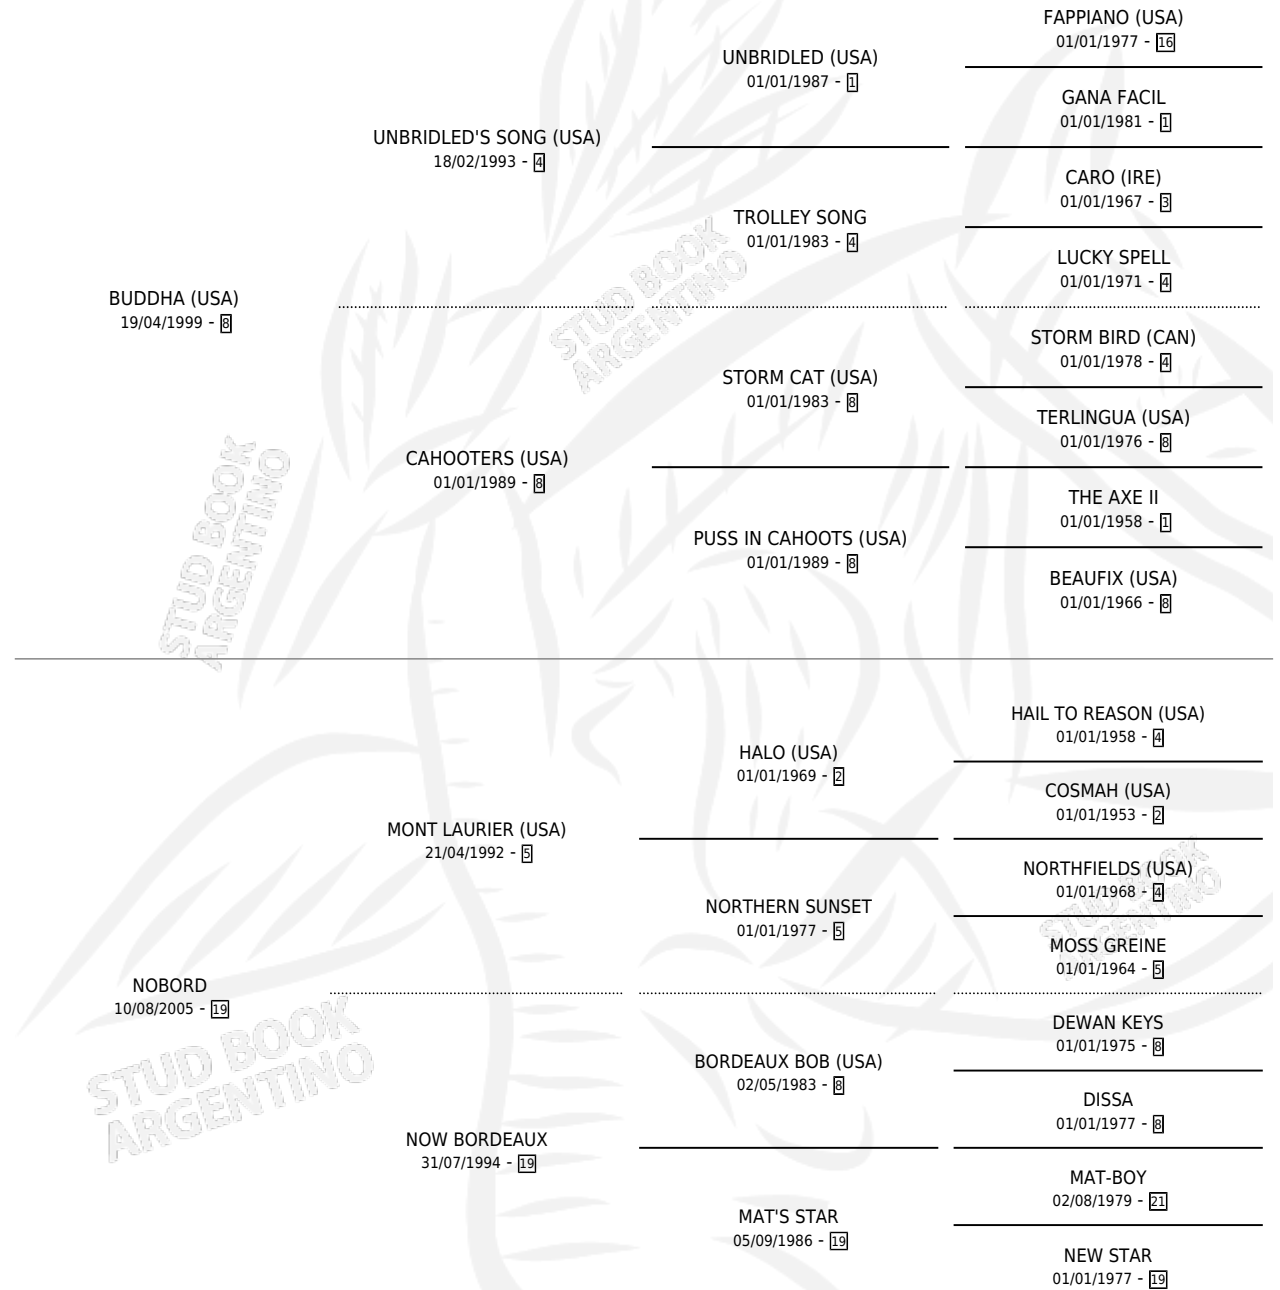 FAPPIANO (USA)
01/01/1977 - 16
UNBRIDLED (USA)
01/01/1987 - 1
GANA FACIL
01/01/1981 - 1
UNBRIDLED'S SONG (USA)
18/02/1993 - 4
CARO (IRE)
01/01/1967 - 3
TROLLEY SONG
01/01/1983 - 4
LUCKY SPELL
01/01/1971 - 4
BUDDHA (USA)
19/04/1999 - 8
STORM BIRD (CAN)
01/01/1978 - 4
STORM CAT (USA)
01/01/1983 - 8
TERLINGUA (USA)
01/01/1976 - 8
CAHOOTERS (USA)
01/01/1989 - 8
THE AXE II
01/01/1958 - 1
PUSS IN CAHOOTS (USA)
01/01/1989 - 8
BEAUFIX (USA)
01/01/1966 - 8
HAIL TO REASON (USA)
01/01/1958 - 4
HALO (USA)
01/01/1969 - 2
COSMAH (USA)
01/01/1953 - 2
MONT LAURIER (USA)
21/04/1992 - 5
NORTHFIELDS (USA)
01/01/1968 - 4
NORTHERN SUNSET
01/01/1977 - 5
MOSS GREINE
01/01/1964 - 5
NOBORD
10/08/2005 - 19
DEWAN KEYS
01/01/1975 - 8
BORDEAUX BOB (USA)
02/05/1983 - 8
DISSA
01/01/1977 - 8
NOW BORDEAUX
31/07/1994 - 19
MAT-BOY
02/08/1979 - 21
MAT'S STAR
05/09/1986 - 19
NEW STAR
01/01/1977 - 19
STUD BOOK
ARGENTINO
STUD BOOK
ARGENTINO
STUD BOOK
ARGENTINO
STUD BOOK
ARGENTINO